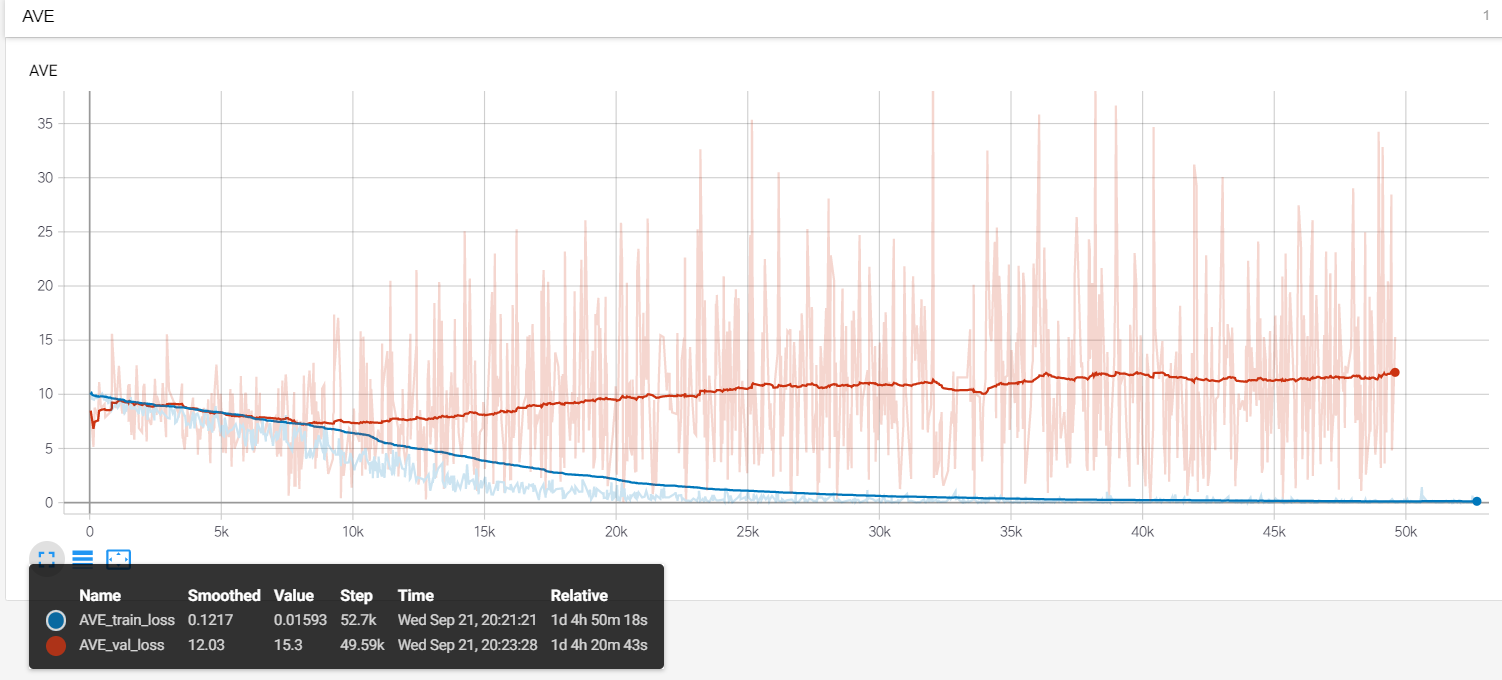 AVE 1
AVE
35
30
25
20
15
10
5
0
0 5k 10k 15k 20k 25k 30k 35k 40k 45k 50k
Name Smoothed Value Step Time Relative
AVE_train_loss 0.1217 0.01593 52.7k Wed Sep 21, 20:21:21 1d 4h 50m 18s
AVE_val_loss 12.03 15.3 49.59k Wed Sep 21, 20:23:28 1d 4h 20m 43s